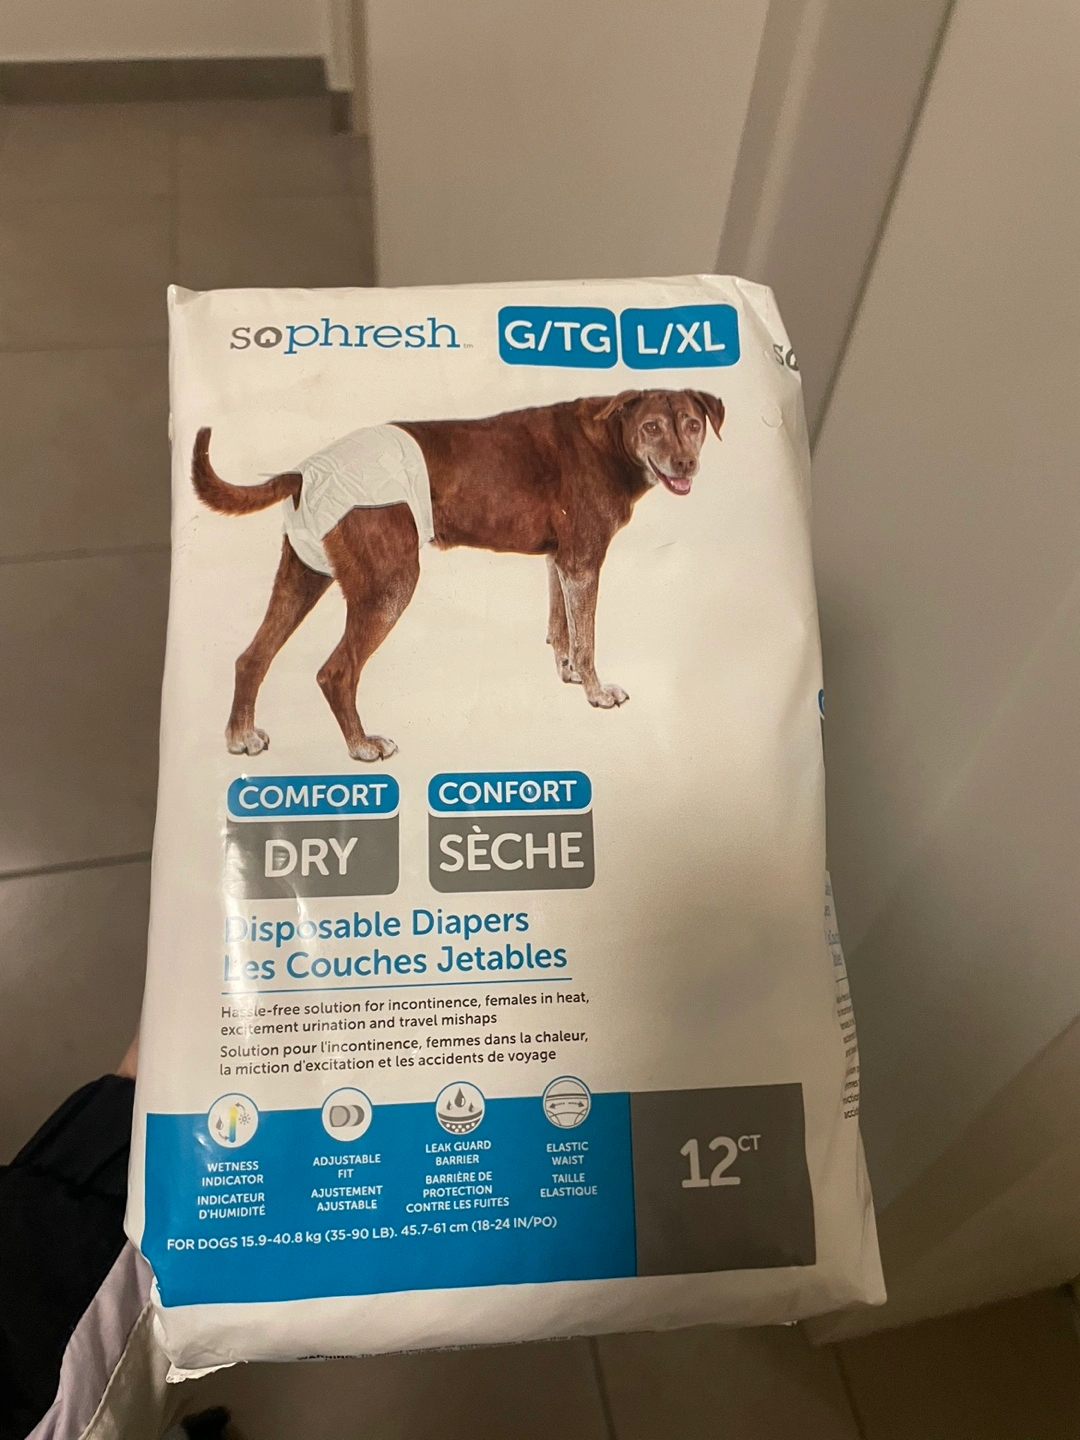 sophresh™ G/TG L/XL
COMFORT
DRY
CONFORT
SÈCHE
Disposable Diapers
Les Couches Jetables
Hassle-free solution for incontinence, females in heat,
excitement urination and travel mishaps
Solution pour l'incontinence, femmes dans la chaleur,
la miction d'excitation et les accidents de voyage
WETNESS
INDICATOR
INDICATEUR
D'HUMIDITÉ
ADJUSTABLE
FIT
AJUSTEMENT
AJUSTABLE
LEAK GUARD
BARRIER
BARRIÈRE DE
PROTECTION
CONTRE LES FUITES
ELASTIC
WAIST
TAILLE
ELASTIQUE
12 CT
FOR DOGS 15.9-40.8 kg (35-90 LB). 45.7-61 cm (18-24 IN/PO)